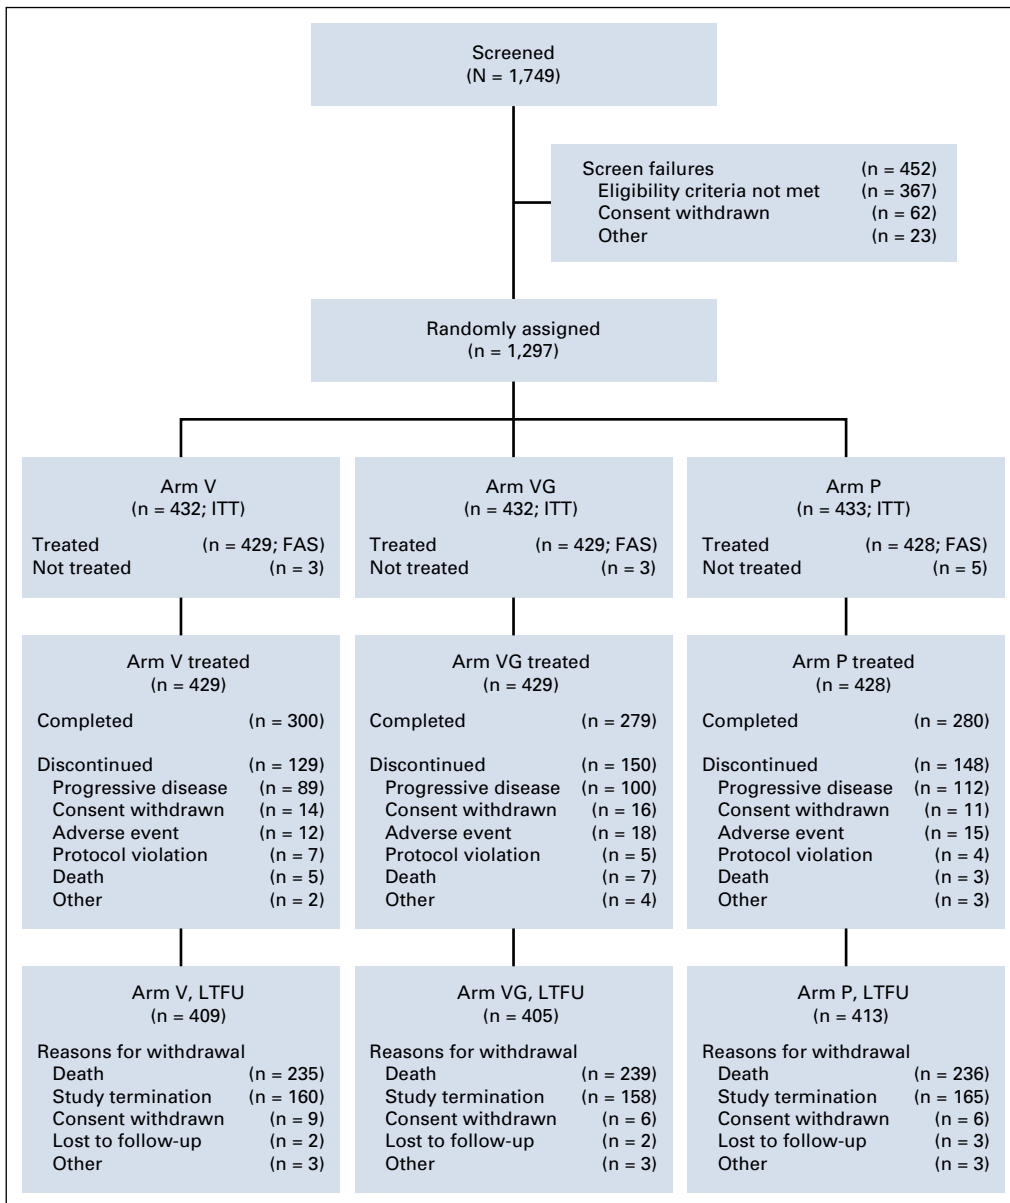 Screened
(N = 1,749)
Screen failures (n = 452)
Eligibility criteria not met (n = 367)
Consent withdrawn (n = 62)
Other (n = 23)
Randomly assigned
(n = 1,297)
Arm V
(n = 432; ITT)
Treated (n = 429; FAS)
Not treated (n = 3)
Arm VG
(n = 432; ITT)
Treated (n = 429; FAS)
Not treated (n = 3)
Arm P
(n = 433; ITT)
Treated (n = 428; FAS)
Not treated (n = 5)
Arm V treated
(n = 429)
Completed (n = 300)
Discontinued (n = 129)
Progressive disease (n = 89)
Consent withdrawn (n = 14)
Adverse event (n = 12)
Protocol violation (n = 7)
Death (n = 5)
Other (n = 2)
Arm VG treated
(n = 429)
Completed (n = 279)
Discontinued (n = 150)
Progressive disease (n = 100)
Consent withdrawn (n = 16)
Adverse event (n = 18)
Protocol violation (n = 5)
Death (n = 7)
Other (n = 4)
Arm P treated
(n = 428)
Completed (n = 280)
Discontinued (n = 148)
Progressive disease (n = 112)
Consent withdrawn (n = 11)
Adverse event (n = 15)
Protocol violation (n = 4)
Death (n = 3)
Other (n = 3)
Arm V, LTFU
(n = 409)
Reasons for withdrawal
Death (n = 235)
Study termination (n = 160)
Consent withdrawn (n = 9)
Lost to follow-up (n = 2)
Other (n = 3)
Arm VG, LTFU
(n = 405)
Reasons for withdrawal
Death (n = 239)
Study termination (n = 158)
Consent withdrawn (n = 6)
Lost to follow-up (n = 2)
Other (n = 3)
Arm P, LTFU
(n = 413)
Reasons for withdrawal
Death (n = 236)
Study termination (n = 165)
Consent withdrawn (n = 6)
Lost to follow-up (n = 3)
Other (n = 3)